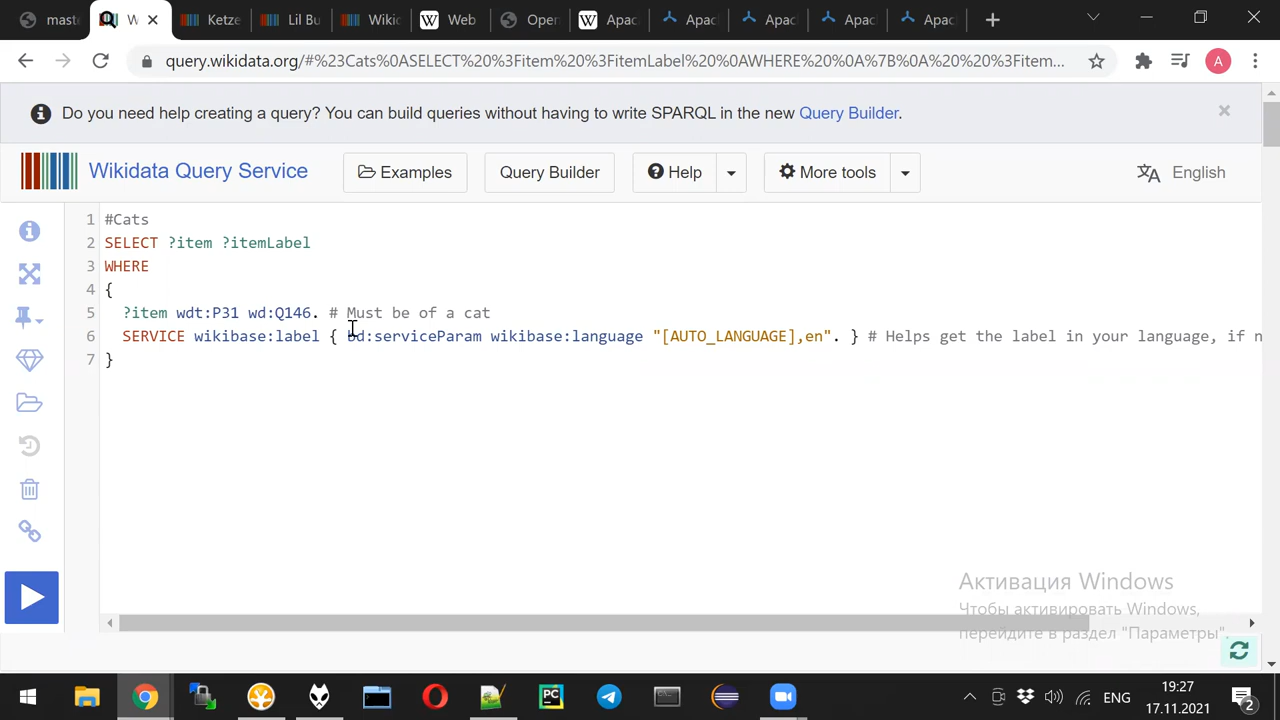 mast
W
Ketze
Lil Bu
Wikid
Web
Open
Apac
Apac
Apac
Apac
Apac
query.wikidata.org/#%23Cats%0ASELECT%20%3Fitem%20%3FitemLabel%20%0AWHERE%20%0A%7B%0A%20%20%3Fitem...
A
Do you need help creating a query? You can build queries without having to write SPARQL in the new Query Builder.
Wikidata Query Service
Examples
Query Builder
Help
More tools
English
1 #Cats
2 SELECT ?item ?itemLabel
3 WHERE
4 {
5 ?item wdt:P31 wd:Q146. # Must be of a cat
6 SERVICE wikibase:label { bd:serviceParam wikibase:language "[AUTO_LANGUAGE],en". } # Helps get the label in your language, if n
7 }
Активация Windows
Чтобы активировать Windows,
перейдите в раздел "Параметры".
PC
ENG
19:27
17.11.2021
2